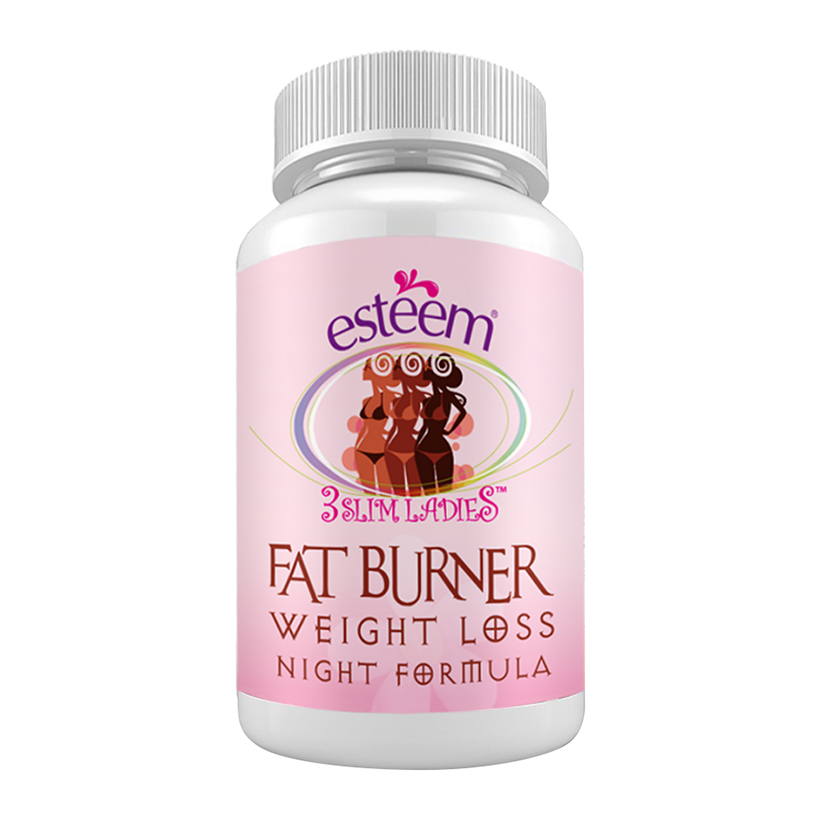 esteem®
3 SLIM LADIES™
FAT BURNER
WEIGHT LOSS
NIGHT FORMULA